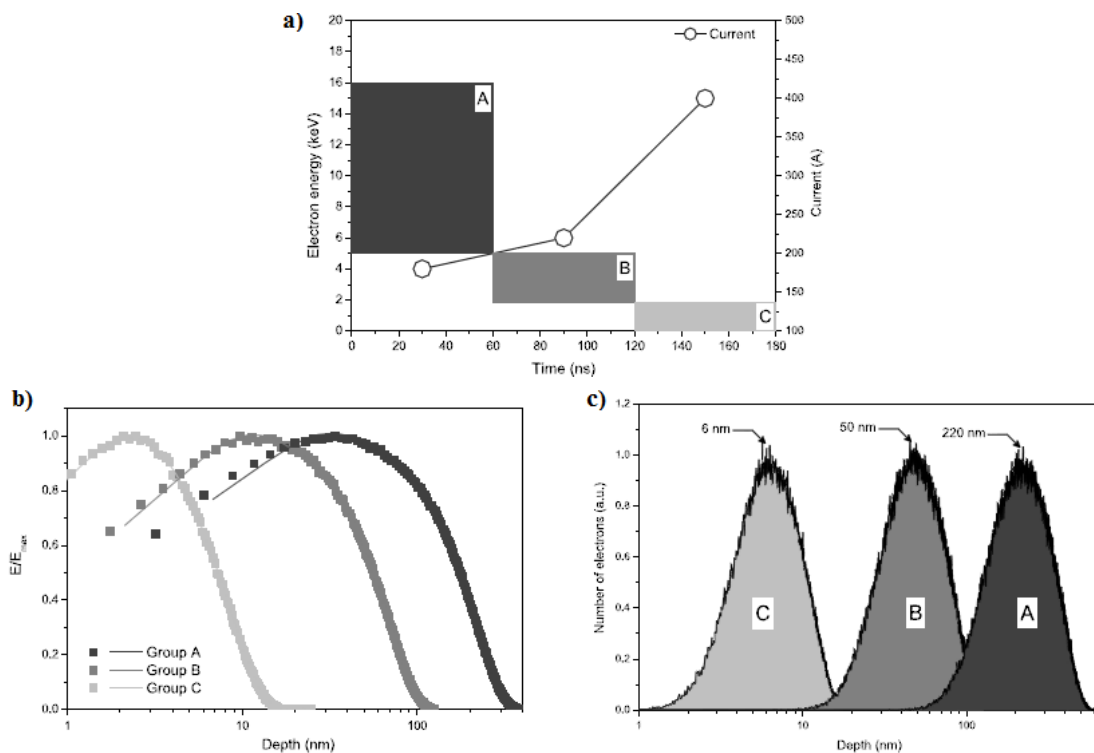 a)
Electron energy (keV)
20
18
16
14
12
10
8
6
4
2
0
A
B
C
Current
500
450
400
350
300
250
200
150
100
Current (A)
0 20 40 60 80 100 120 140 160 180
Time (ns)
b)
E/Emax
1.0
0.8
0.6
0.4
0.2
0.0
Group A
Group B
Group C
1 10 100
Depth (nm)
c)
Number of electrons (a.u.)
1.2
1.0
0.8
0.6
0.4
0.2
0.0
6 nm
50 nm
220 nm
C
B
A
1 10 100
Depth (nm)